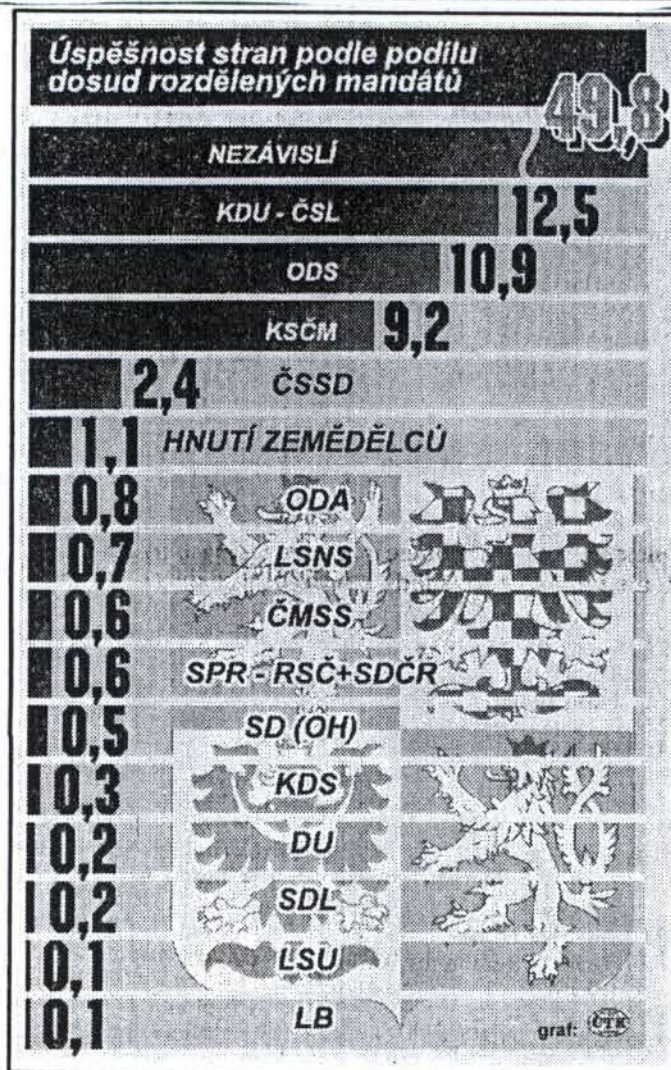 Úspěšnost stran podle podílu
dosud rozdělených mandátů
49,8
NEZÁVISLÍ
KDU - ČSL
12,5
ODS
10,9
KSČM
9,2
2,4
ČSSD
1,1
HNUTÍ ZEMĚDĚLCŮ
0,8
ODA
0,7
LSNS
0,6
ČMSS
0,6
SPR - RSČ+SDČR
0,5
SD (OH)
0,3
KDS
0,2
DU
0,2
SDL
0,1
LSU
0,1
LB
graf: ČTK